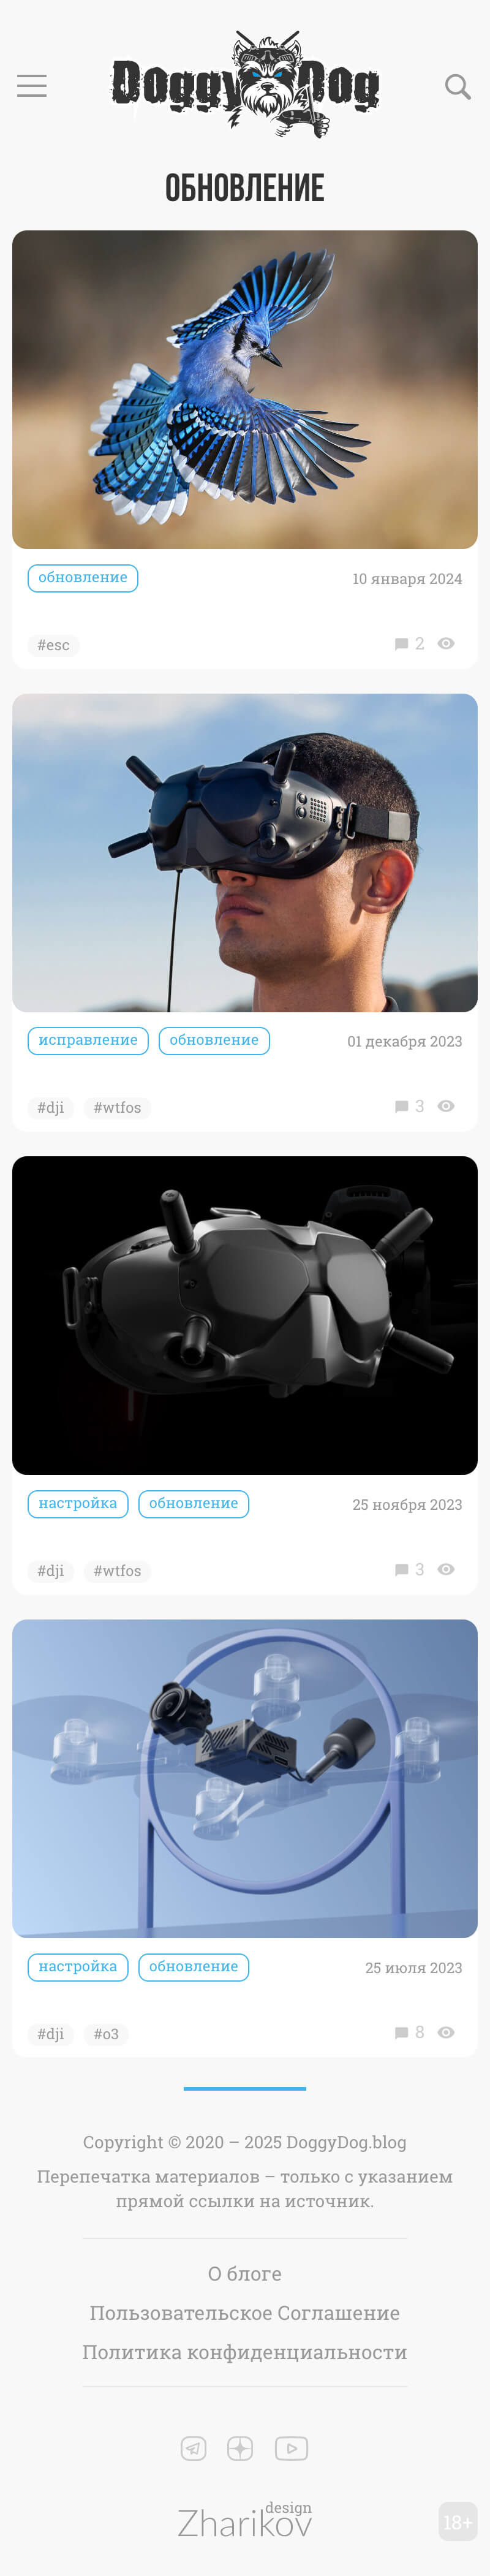 DoggyDog
ОБНОВЛЕНИЕ
обновление
10 января 2024
#esc
2
исправление обновление
01 декабря 2023
#dji #wtfos
3
настройка обновление
25 ноября 2023
#dji #wtfos
3
настройка обновление
25 июля 2023
#dji #o3
8
Copyright © 2020 – 2025 DoggyDog.blog
Перепечатка материалов – только с указанием
прямой ссылки на источник.
О блоге
Пользовательское Соглашение
Политика конфиденциальности
design
Zharikov
18+